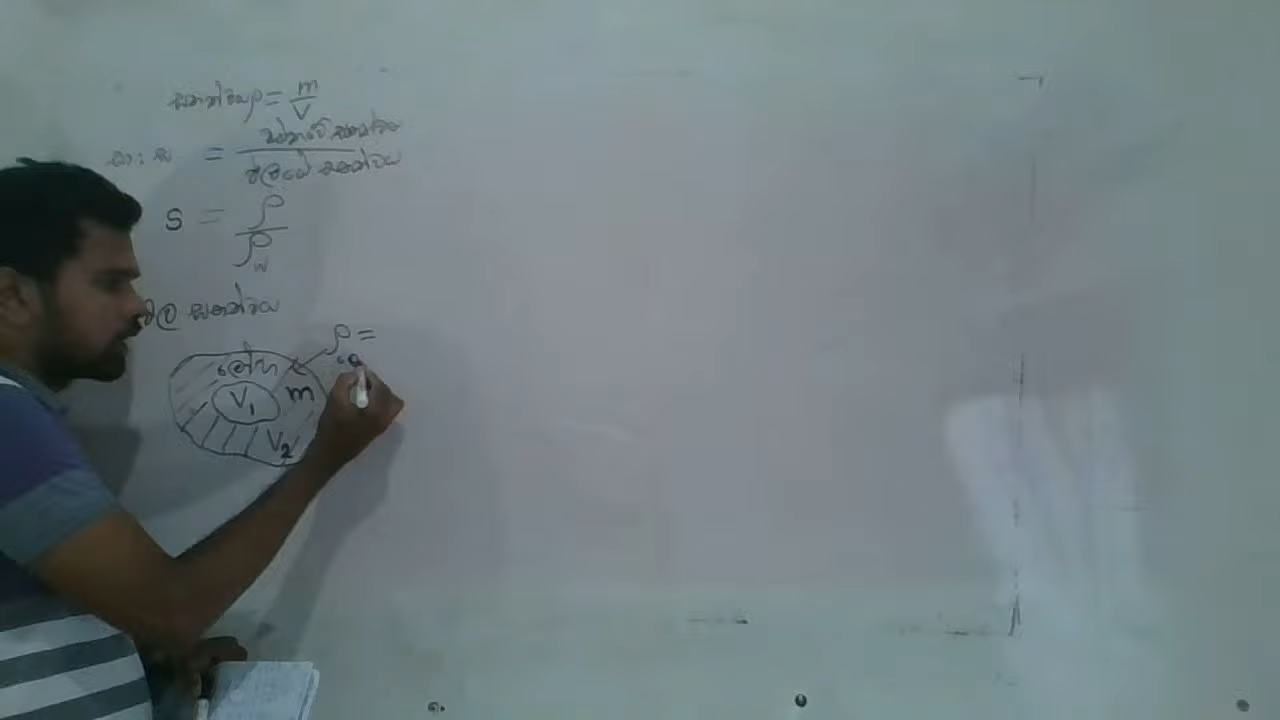 ඝනත්වය ρ = m/V
සා: ඝ = වස්තුවේ ඝනත්වය / ජලයේ ඝනත්වය
S = ρ/ρw
ඝනත්වය
ρ =
ලෝහ
V₁ m
V₂